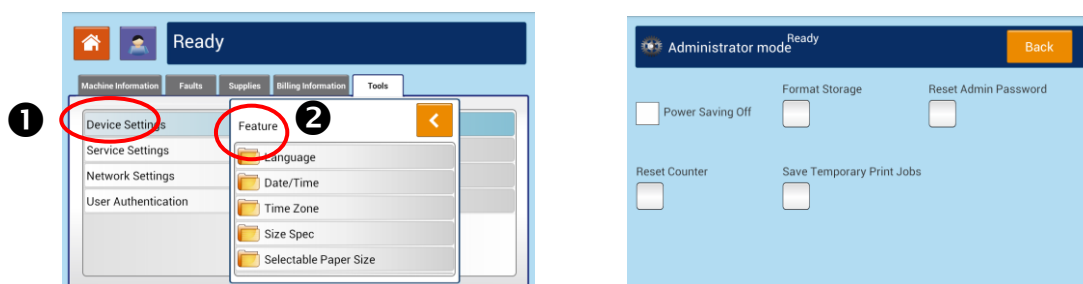 Ready
Machine Information Faults Supplies Billing Information Tools
❶
Device Settings
Service Settings
Network Settings
User Authentication
Feature
❷
<
Language
Date/Time
Time Zone
Size Spec
Selectable Paper Size
Administrator mode Ready
Back
Power Saving Off
Format Storage
Reset Admin Password
Reset Counter
Save Temporary Print Jobs